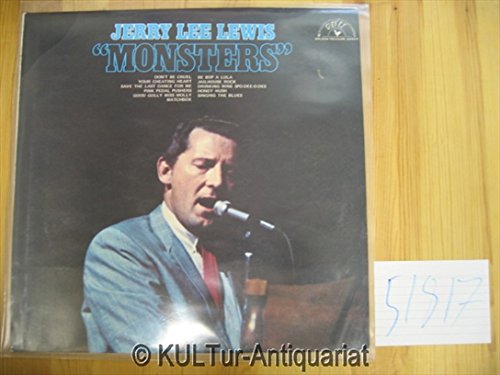 JERRY LEE LEWIS
"MONSTERS"
DON'T BE CRUEL
YOUR CHEATING HEART
SAVE THE LAST DANCE FOR ME
PINK PEDAL PUSHERS
GOOD GOLLY MISS MOLLY
MATCHBOX
BE BOP A LULA
JAILHOUSE ROCK
DRINKING WINE SPO-DEE-O-DEE
HONEY HUSH
SINGING THE BLUES
51917
© KULTur-Antiquariat